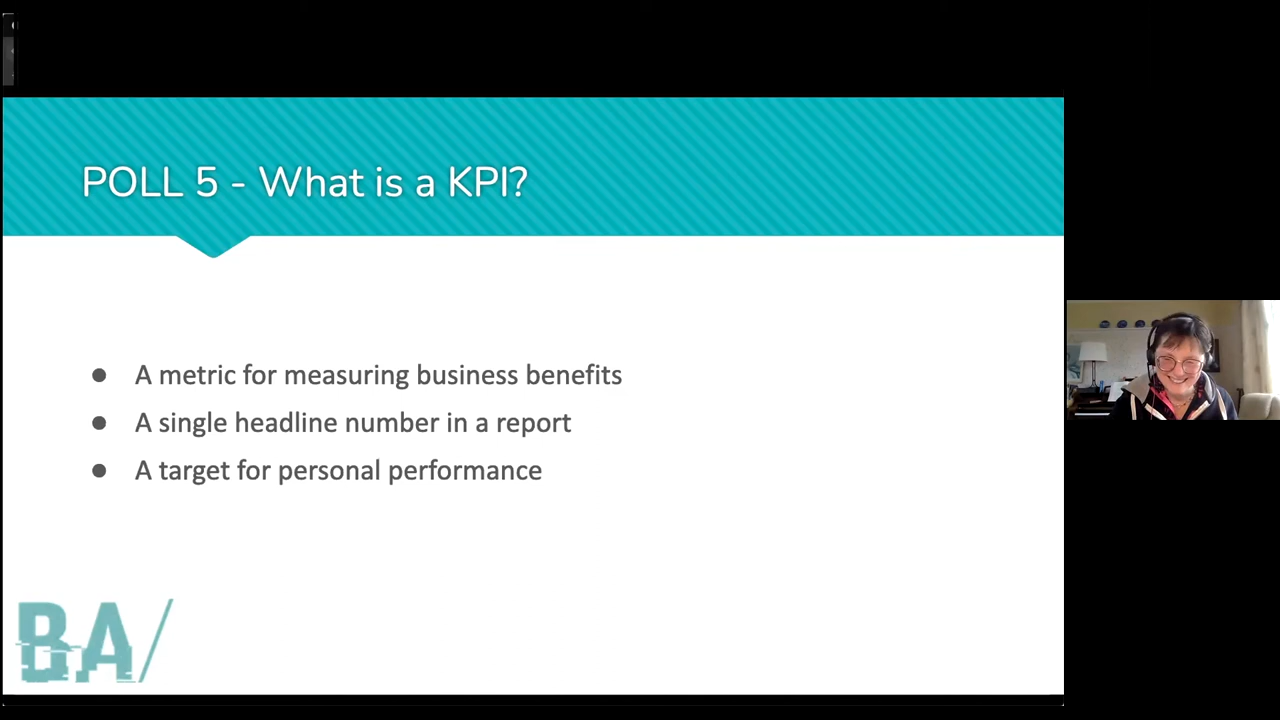 POLL 5 - What is a KPI?
● A metric for measuring business benefits
● A single headline number in a report
● A target for personal performance
BA/